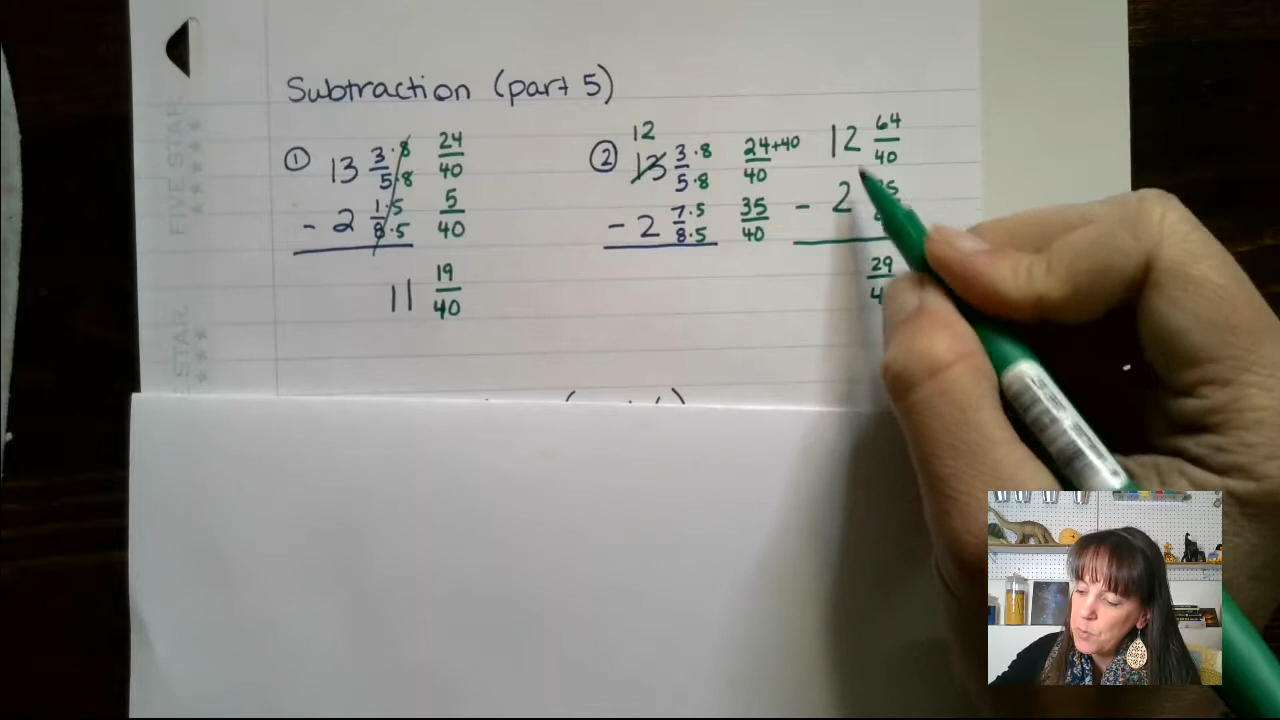 Subtraction (part 5)
① 13 3/5 ·8 ·8 24/40
- 2 1/8 ·5 ·5 5/40
11 19/40
② 12
13 3/5 ·8 ·8 24+40/40
- 2 7/8 ·5 ·5 35/40
12 64/40
- 2
29
FIVE STAR
STAR